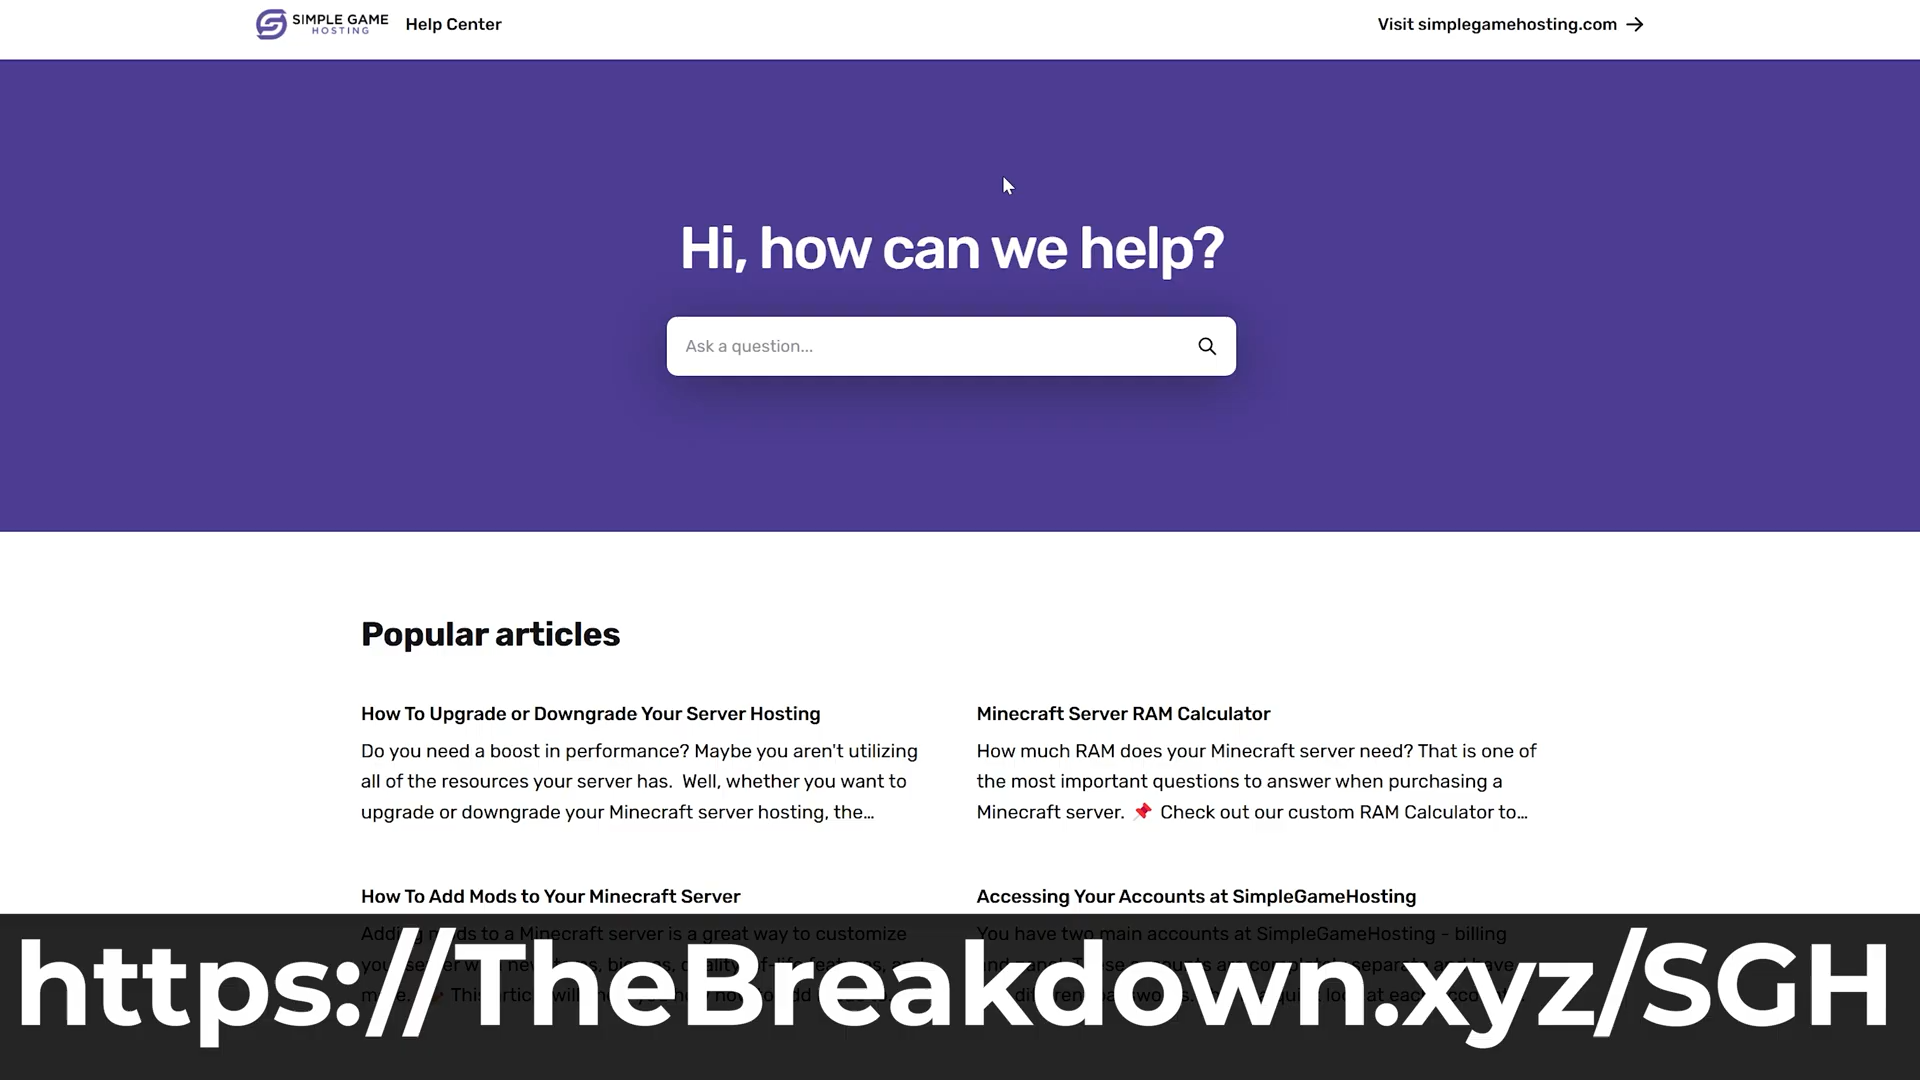 SIMPLE GAME
HOSTING
Help Center
Visit simplegamehosting.com
Hi, how can we help?
Ask a question...
Popular articles
How To Upgrade or Downgrade Your Server Hosting
Do you need a boost in performance? Maybe you aren't utilizing
all of the resources your server has. Well, whether you want to
upgrade or downgrade your Minecraft server hosting, the...
Minecraft Server RAM Calculator
How much RAM does your Minecraft server need? That is one of
the most important questions to answer when purchasing a
Minecraft server. 📌 Check out our custom RAM Calculator to...
How To Add Mods to Your Minecraft Server
Adding mods to a Minecraft server is a great way to customize
Accessing Your Accounts at SimpleGameHosting
You have two main accounts at SimpleGameHosting - billing
https://TheBreakdown.xyz/SGH